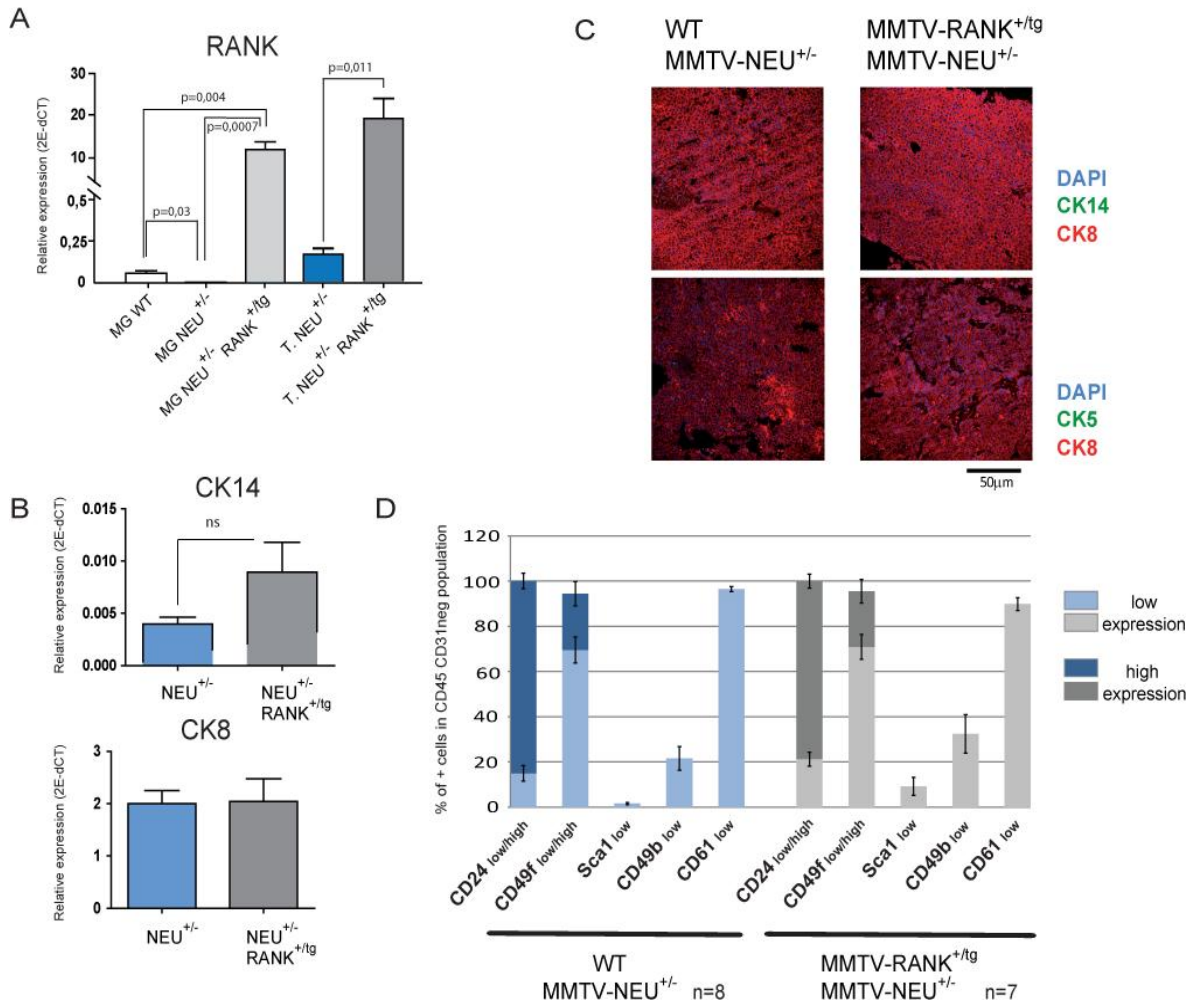 A
RANK
Relative expression (2E-dCT)
30
20
10
0,5
0,25
0
p=0,004
p=0,0007
p=0,03
p=0,011
MG WT
MG NEU+/-
MG NEU+/- RANK+/tg
T. NEU+/-
T. NEU+/- RANK+/tg
B
CK14
Relative expression (2E-dCT)
0.015
0.010
0.005
0.000
ns
NEU+/-
NEU+/-
RANK+/tg
CK8
Relative expression (2E-dCT)
3
2
1
0
NEU+/-
NEU+/-
RANK+/tg
C
WT
MMTV-NEU+/-
MMTV-RANK+/tg
MMTV-NEU+/-
DAPI
CK14
CK8
DAPI
CK5
CK8
50µm
D
% of + cells in CD45 CD31neg population
120
100
80
60
40
20
0
CD24 low/high
CD49f low/high
Sca1 low
CD49b low
CD61 low
CD24 low/high
CD49f low/high
Sca1 low
CD49b low
CD61 low
low
expression
high
expression
WT
MMTV-NEU+/- n=8
MMTV-RANK+/tg
MMTV-NEU+/- n=7